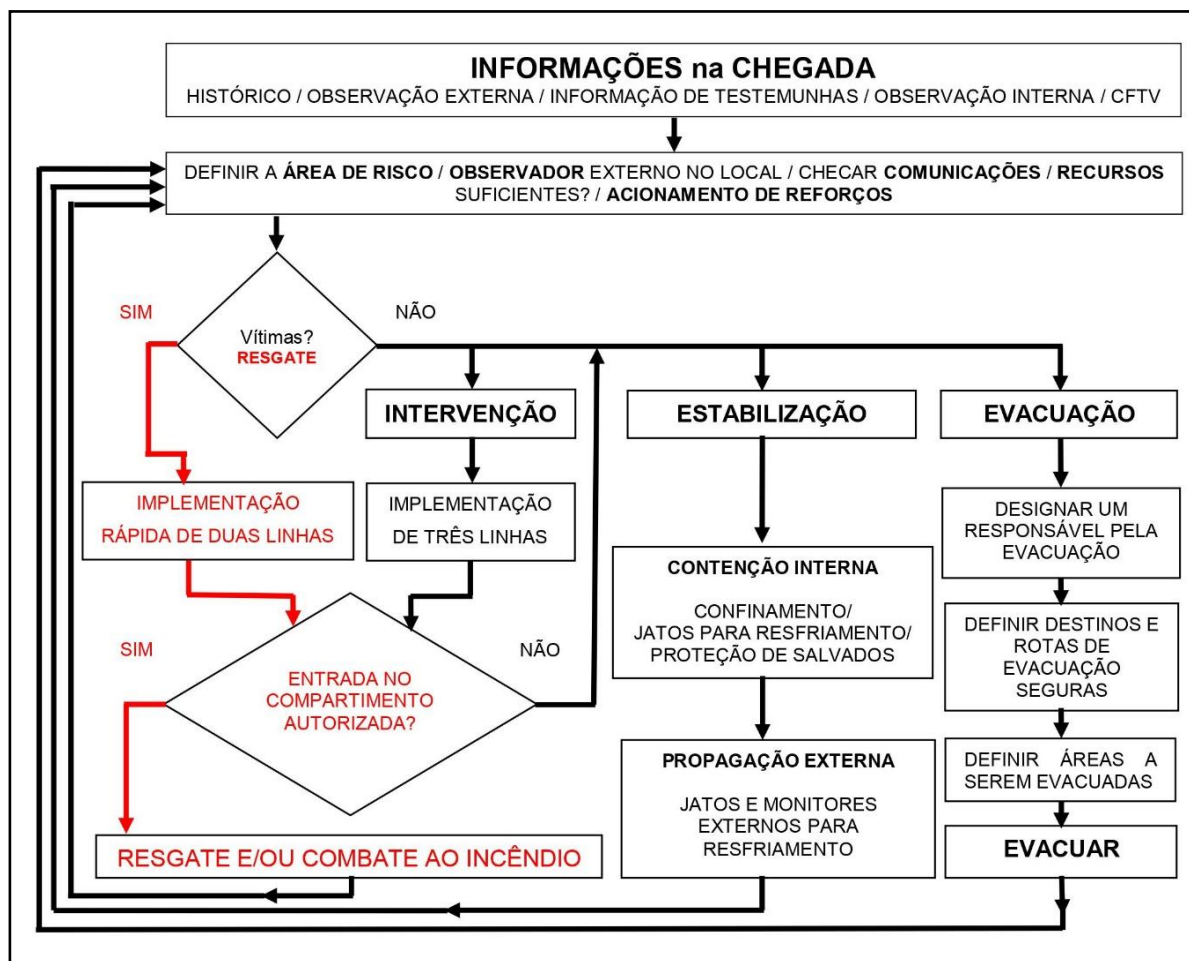 INFORMAÇÕES na CHEGADA
HISTÓRICO / OBSERVAÇÃO EXTERNA / INFORMAÇÃO DE TESTEMUNHAS / OBSERVAÇÃO INTERNA / CFTV
DEFINIR A ÁREA DE RISCO / OBSERVADOR EXTERNO NO LOCAL / CHECAR COMUNICAÇÕES / RECURSOS
SUFICIENTES? / ACIONAMENTO DE REFORÇOS
SIM
NÃO
Vítimas?
RESGATE
INTERVENÇÃO
ESTABILIZAÇÃO
EVACUAÇÃO
IMPLEMENTAÇÃO
RÁPIDA DE DUAS LINHAS
IMPLEMENTAÇÃO
DE TRÊS LINHAS
DESIGNAR UM
RESPONSÁVEL PELA
EVACUAÇÃO
CONTENÇÃO INTERNA
CONFINAMENTO/
JATOS PARA RESFRIAMENTO/
PROTEÇÃO DE SALVADOS
DEFINIR DESTINOS E
ROTAS DE
EVACUAÇÃO
SEGURAS
SIM
NÃO
ENTRADA NO
COMPARTIMENTO
AUTORIZADA?
PROPAGAÇÃO EXTERNA
JATOS E MONITORES
EXTERNOS PARA
RESFRIAMENTO
DEFINIR ÁREAS A
SEREM EVACUADAS
RESGATE E/OU COMBATE AO INCÊNDIO
EVACUAR